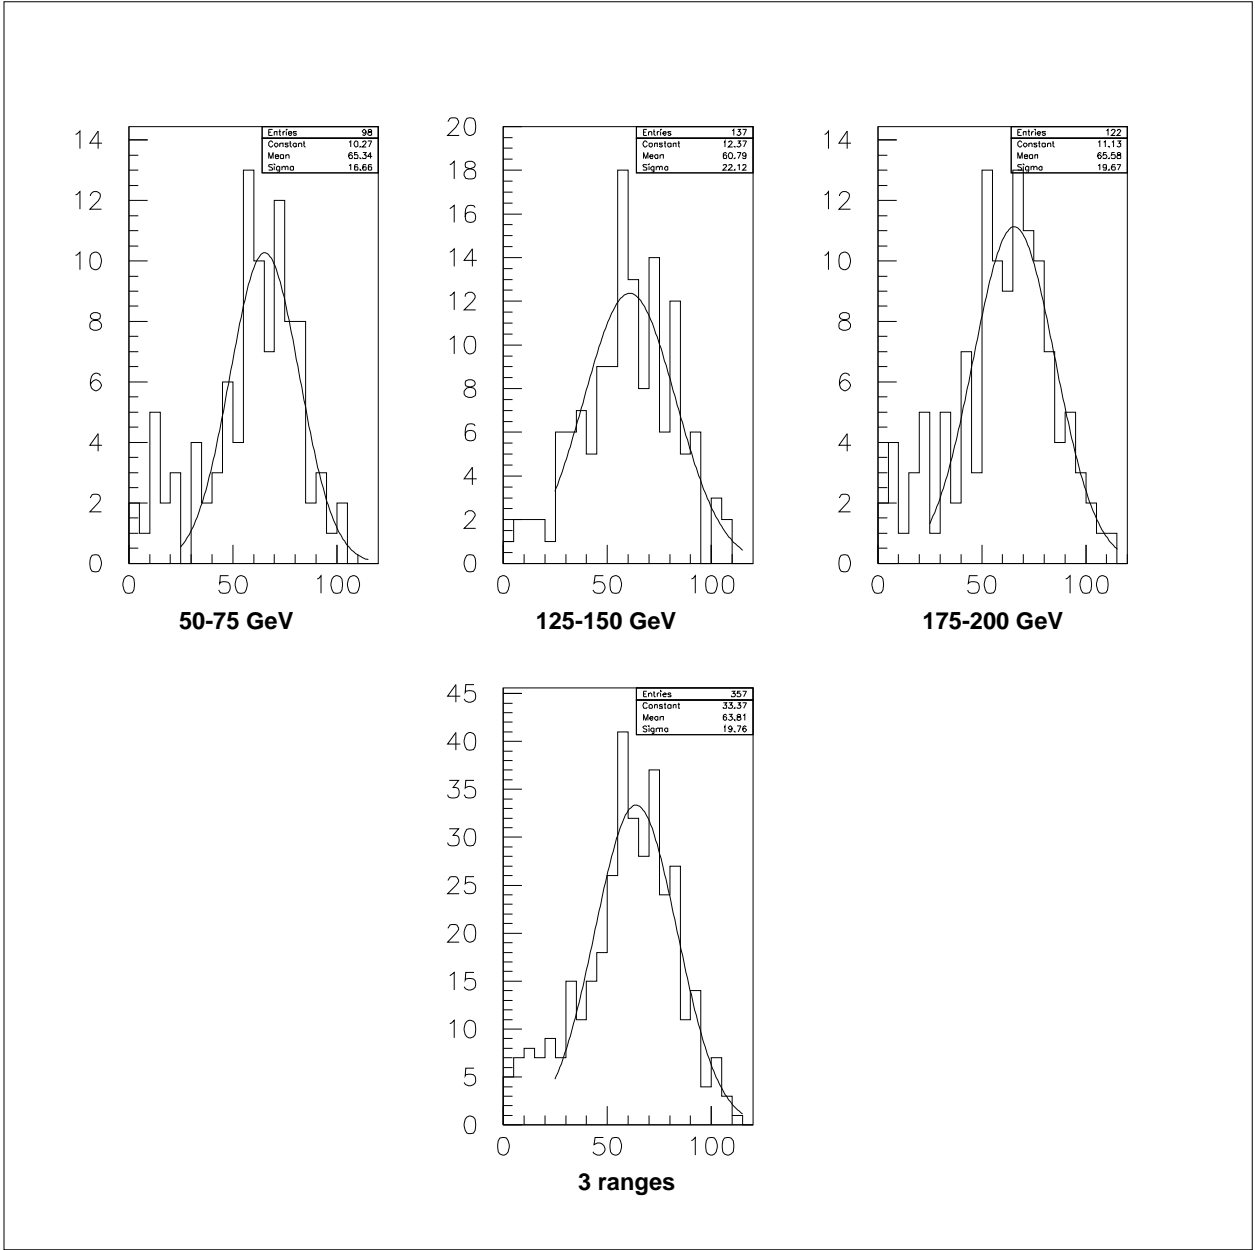 14
12
10
8
6
4
2
0
0 50 100
Entries 98
Constant 10.27
Mean 65.34
Sigma 16.66
50-75 GeV
20
18
16
14
12
10
8
6
4
2
0
0 50 100
Entries 137
Constant 12.37
Mean 60.79
Sigma 22.12
125-150 GeV
14
12
10
8
6
4
2
0
0 50 100
Entries 122
Constant 11.13
Mean 65.58
Sigma 19.67
175-200 GeV
45
40
35
30
25
20
15
10
5
0
0 50 100
Entries 357
Constant 33.37
Mean 63.81
Sigma 19.76
3 ranges